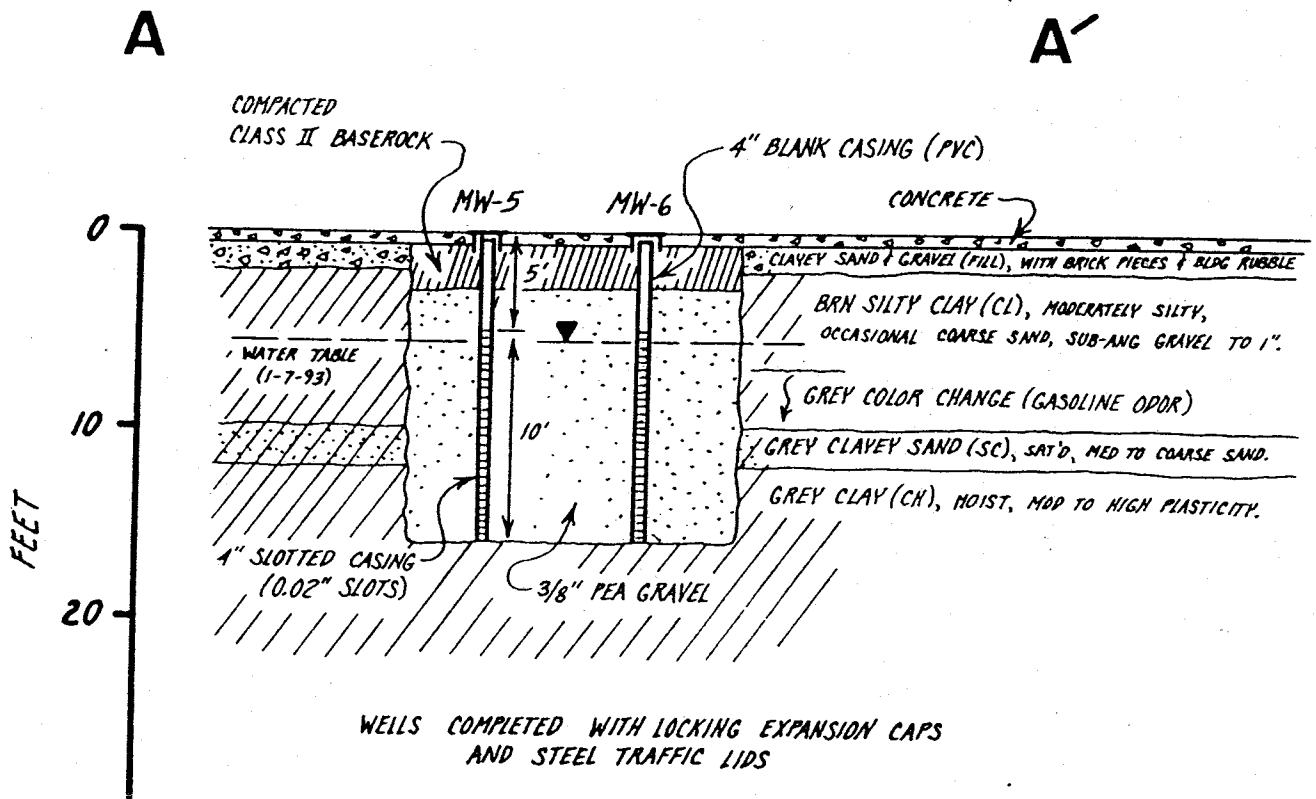 A
A′
COMPACTED
CLASS II BASEROCK
4" BLANK CASING (PVC)
MW-5
MW-6
CONCRETE
0
CLAYEY SAND & GRAVEL (FILL), WITH BRICK PIECES & BLDG RUBBLE
5'
BRN SILTY CLAY (CL), MODERATELY SILTY,
OCCASIONAL COARSE SAND, SUB-ANG GRAVEL TO 1".
WATER TABLE
(1-7-93)
GREY COLOR CHANGE (GASOLINE ODOR)
10
10'
GREY CLAYEY SAND (SC), SAT'D, MED TO COARSE SAND.
GREY CLAY (CH), MOIST, MOD TO HIGH PLASTICITY.
FEET
4" SLOTTED CASING
(0.02" SLOTS)
3/8" PEA GRAVEL
20
WELLS COMPLETED WITH LOCKING EXPANSION CAPS
AND STEEL TRAFFIC LIDS